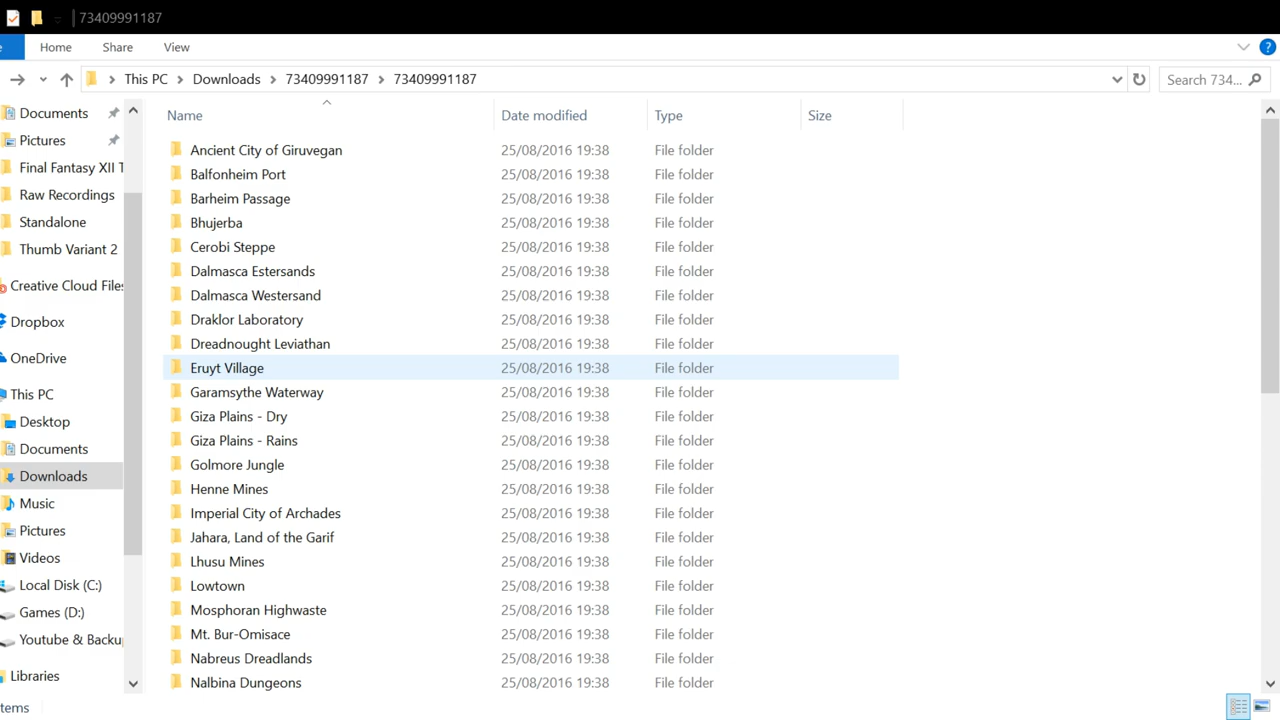 73409991187
Home Share View
This PC Downloads 73409991187 73409991187 Search 734...
Documents
Pictures
Final Fantasy XII T
Raw Recordings
Standalone
Thumb Variant 2
Creative Cloud Files
Dropbox
OneDrive
This PC
Desktop
Documents
Downloads
Music
Pictures
Videos
Local Disk (C:)
Games (D:)
Youtube & Backu
Libraries
Name Date modified Type Size
Ancient City of Giruvegan 25/08/2016 19:38 File folder
Balfonheim Port 25/08/2016 19:38 File folder
Barheim Passage 25/08/2016 19:38 File folder
Bhujerba 25/08/2016 19:38 File folder
Cerobi Steppe 25/08/2016 19:38 File folder
Dalmasca Estersands 25/08/2016 19:38 File folder
Dalmasca Westersand 25/08/2016 19:38 File folder
Draklor Laboratory 25/08/2016 19:38 File folder
Dreadnought Leviathan 25/08/2016 19:38 File folder
Eruyt Village 25/08/2016 19:38 File folder
Garamsythe Waterway 25/08/2016 19:38 File folder
Giza Plains - Dry 25/08/2016 19:38 File folder
Giza Plains - Rains 25/08/2016 19:38 File folder
Golmore Jungle 25/08/2016 19:38 File folder
Henne Mines 25/08/2016 19:38 File folder
Imperial City of Archades 25/08/2016 19:38 File folder
Jahara, Land of the Garif 25/08/2016 19:38 File folder
Lhusu Mines 25/08/2016 19:38 File folder
Lowtown 25/08/2016 19:38 File folder
Mosphoran Highwaste 25/08/2016 19:38 File folder
Mt. Bur-Omisace 25/08/2016 19:38 File folder
Nabreus Dreadlands 25/08/2016 19:38 File folder
Nalbina Dungeons 25/08/2016 19:38 File folder
tems